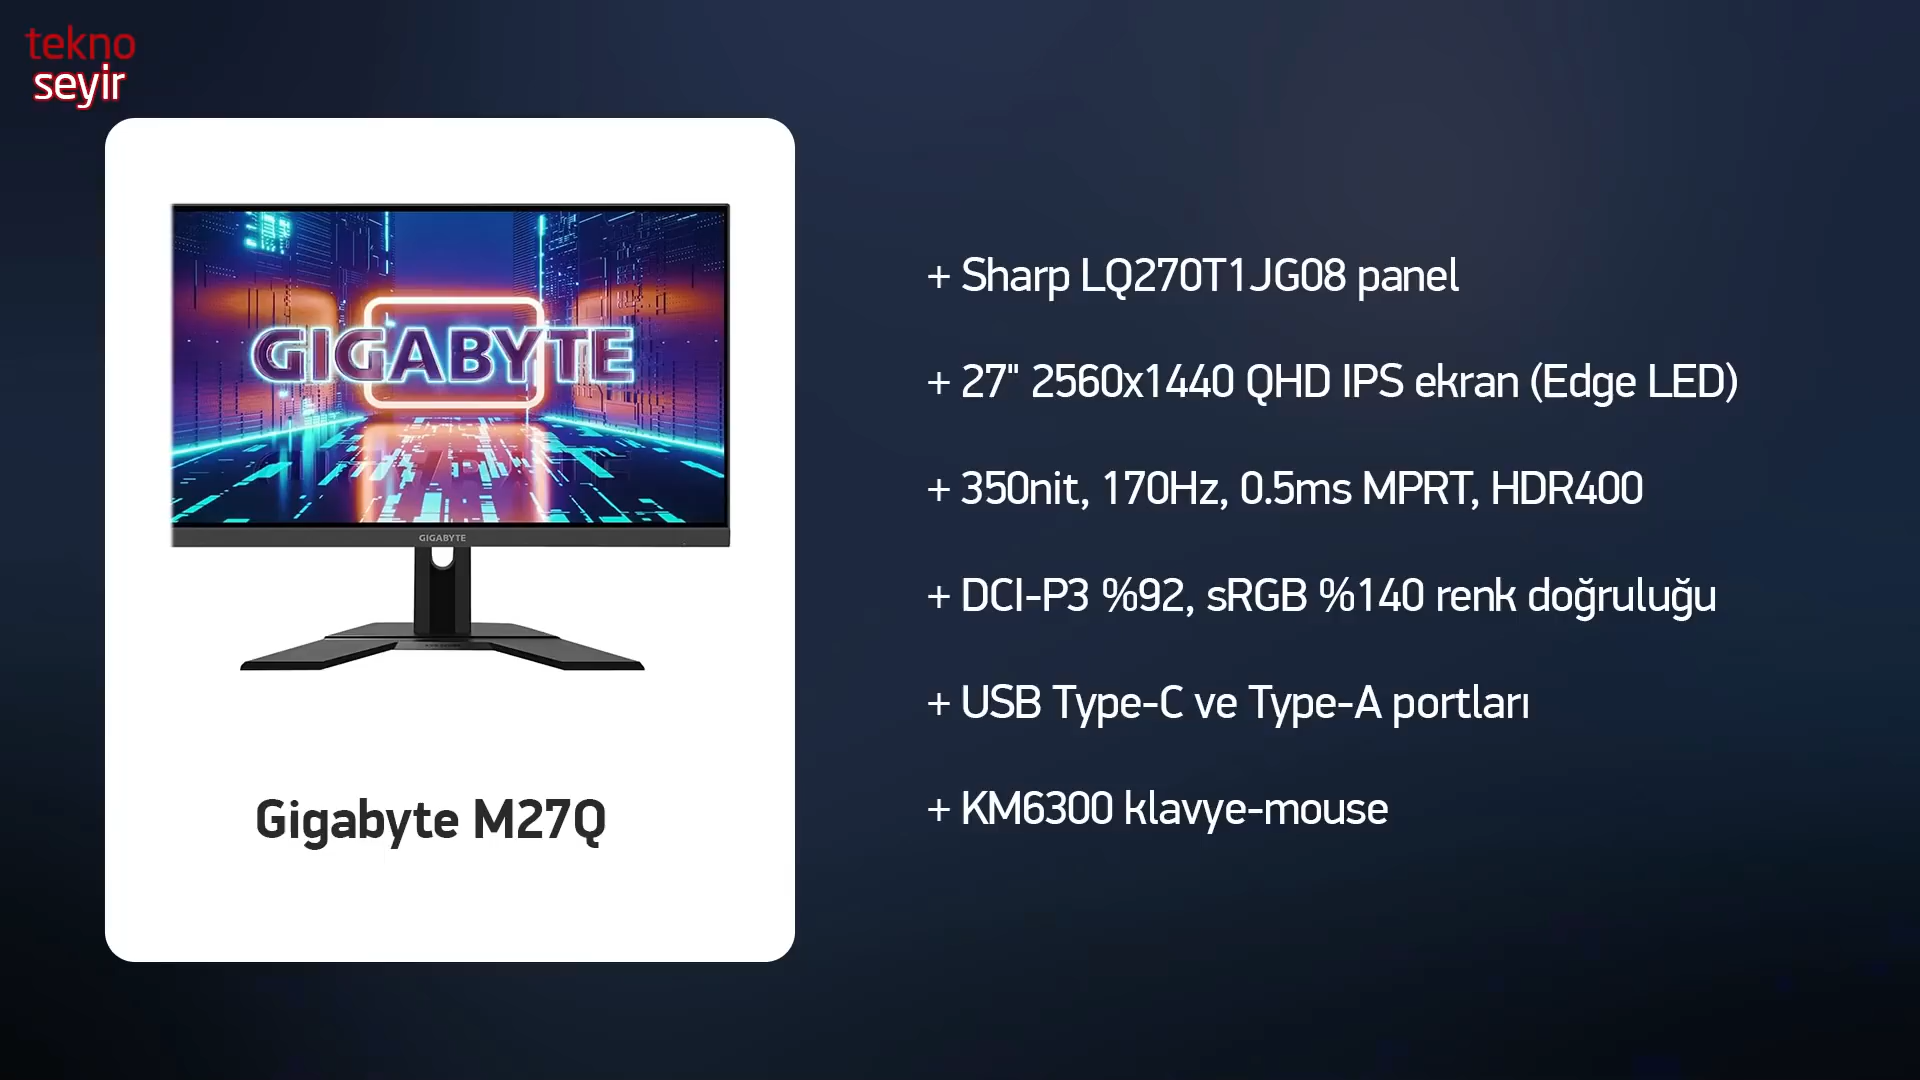 tekno
seyir
GIGABYTE
GIGABYTE
Gigabyte M27Q
+ Sharp LQ270T1JG08 panel
+ 27" 2560x1440 QHD IPS ekran (Edge LED)
+ 350nit, 170Hz, 0.5ms MPRT, HDR400
+ DCI-P3 %92, sRGB %140 renk doğruluğu
+ USB Type-C ve Type-A portları
+ KM6300 klavye-mouse